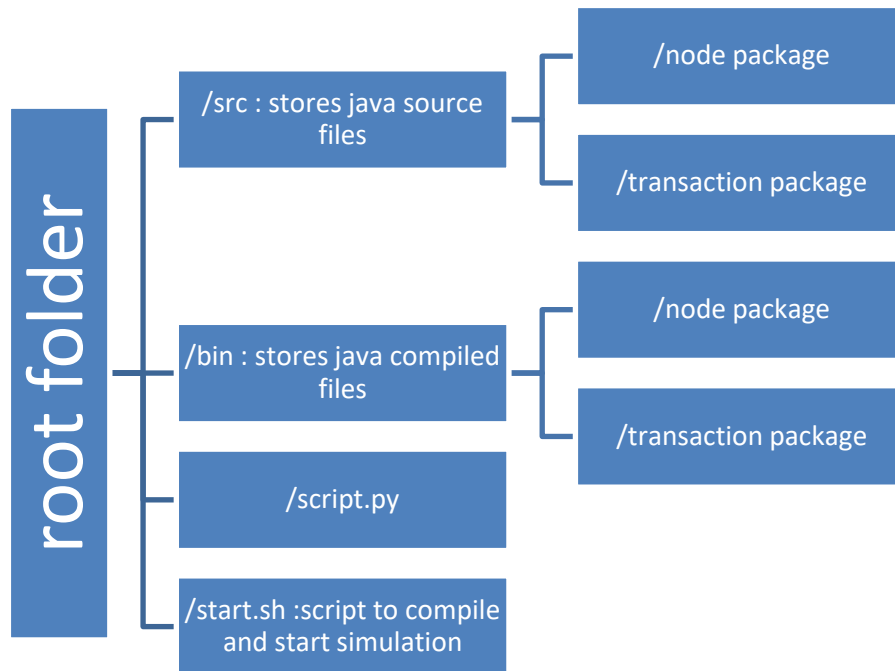 root folder
/src : stores java source
files
/node package
/transaction package
/bin : stores java compiled
files
/node package
/transaction package
/script.py
/start.sh :script to compile
and start simulation